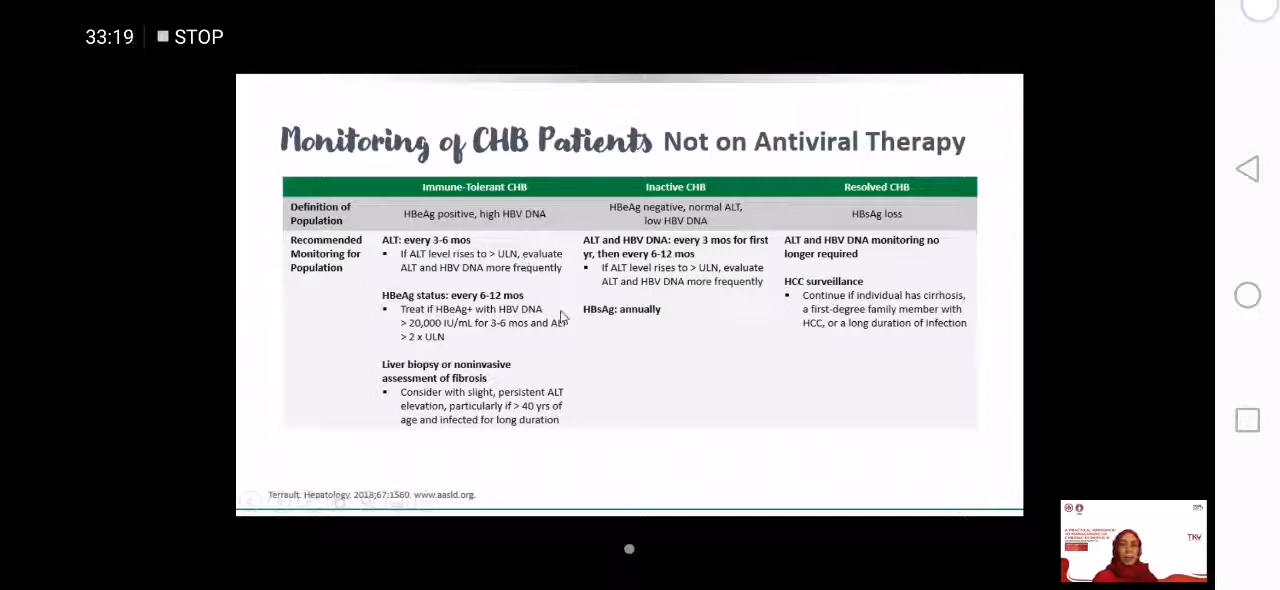 33:19 STOP
Monitoring of CHB Patients Not on Antiviral Therapy
Immune-Tolerant CHB Inactive CHB Resolved CHB
Definition of
Population
HBeAg positive, high HBV DNA
HBeAg negative, normal ALT,
low HBV DNA
HBsAg loss
Recommended
Monitoring for
Population
ALT: every 3-6 mos
▪ If ALT level rises to > ULN, evaluate
ALT and HBV DNA more frequently
HBeAg status: every 6-12 mos
▪ Treat if HBeAg+ with HBV DNA
> 20,000 IU/mL for 3-6 mos and ALT
> 2 x ULN
Liver biopsy or noninvasive
assessment of fibrosis
▪ Consider with slight, persistent ALT
elevation, particularly if > 40 yrs of
age and infected for long duration
ALT and HBV DNA: every 3 mos for first
yr, then every 6-12 mos
▪ If ALT level rises to > ULN, evaluate
ALT and HBV DNA more frequently
HBsAg: annually
ALT and HBV DNA monitoring no
longer required
HCC surveillance
▪ Continue if individual has cirrhosis,
a first-degree family member with
HCC, or a long duration of infection
Terrault. Hepatology. 2018;67:1560. www.aasld.org.
A PRACTICAL APPROACH
TO MANAGEMENT OF
CHRONIC HEPATITIS B